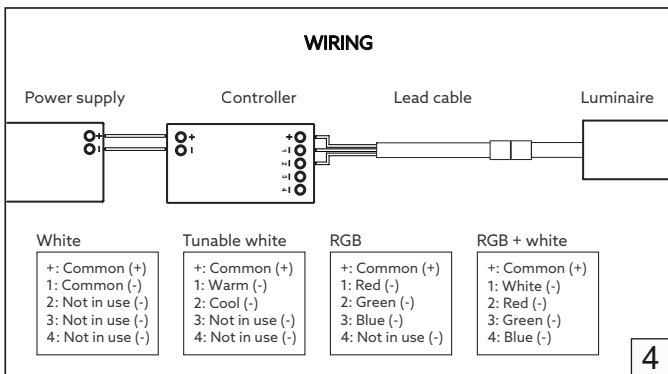 WIRING
Power supply
Controller
Lead cable
Luminaire
+
-
+
-
+
1 -
2 -
3 -
4 -
White
+: Common (+)
1: Common (-)
2: Not in use (-)
3: Not in use (-)
4: Not in use (-)
Tunable white
+: Common (+)
1: Warm (-)
2: Cool (-)
3: Not in use (-)
4: Not in use (-)
RGB
+: Common (+)
1: Red (-)
2: Green (-)
3: Blue (-)
4: Not in use (-)
RGB + white
+: Common (+)
1: White (-)
2: Red (-)
3: Green (-)
4: Blue (-)
4